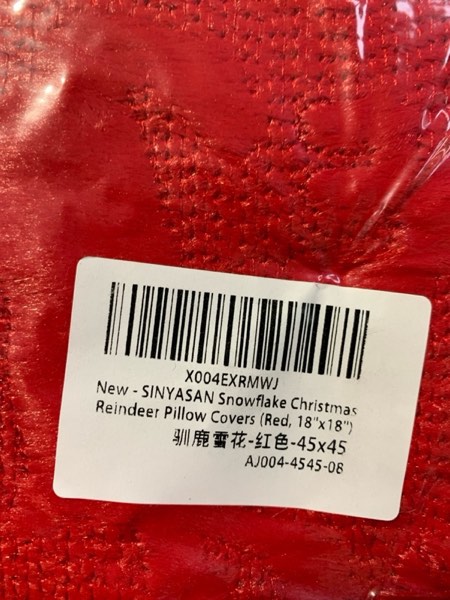 X004EXRMWJ
New - SINYASAN Snowflake Christmas
Reindeer Pillow Covers (Red, 18"x18")
驯鹿雪花-红色-45x45
AJ004-4545-08